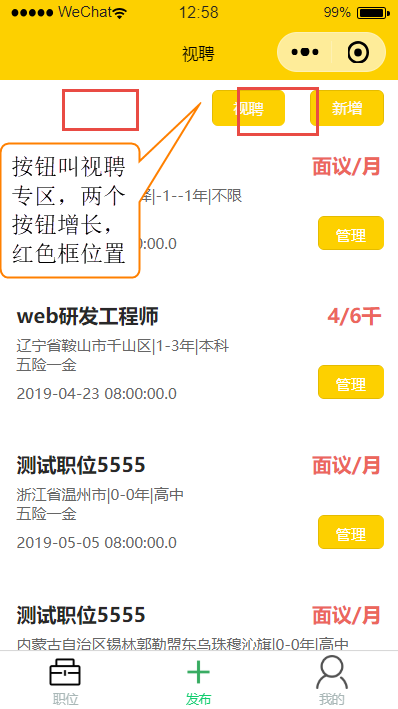 WeChat 12:58 99%
视聘
视聘 新增
按钮叫视聘
专区，两个
按钮增长，
红色框位置
面议/月
|-1--1年|不限
00:00.0
管理
web研发工程师 4/6千
辽宁省鞍山市千山区|1-3年|本科
五险一金
2019-04-23 08:00:00.0 管理
测试职位5555 面议/月
浙江省温州市|0-0年|高中
五险一金
2019-05-05 08:00:00.0 管理
测试职位5555 面议/月
内蒙古自治区锡林郭勒盟东乌珠穆沁旗|0-0年|高中
职位 发布 我的